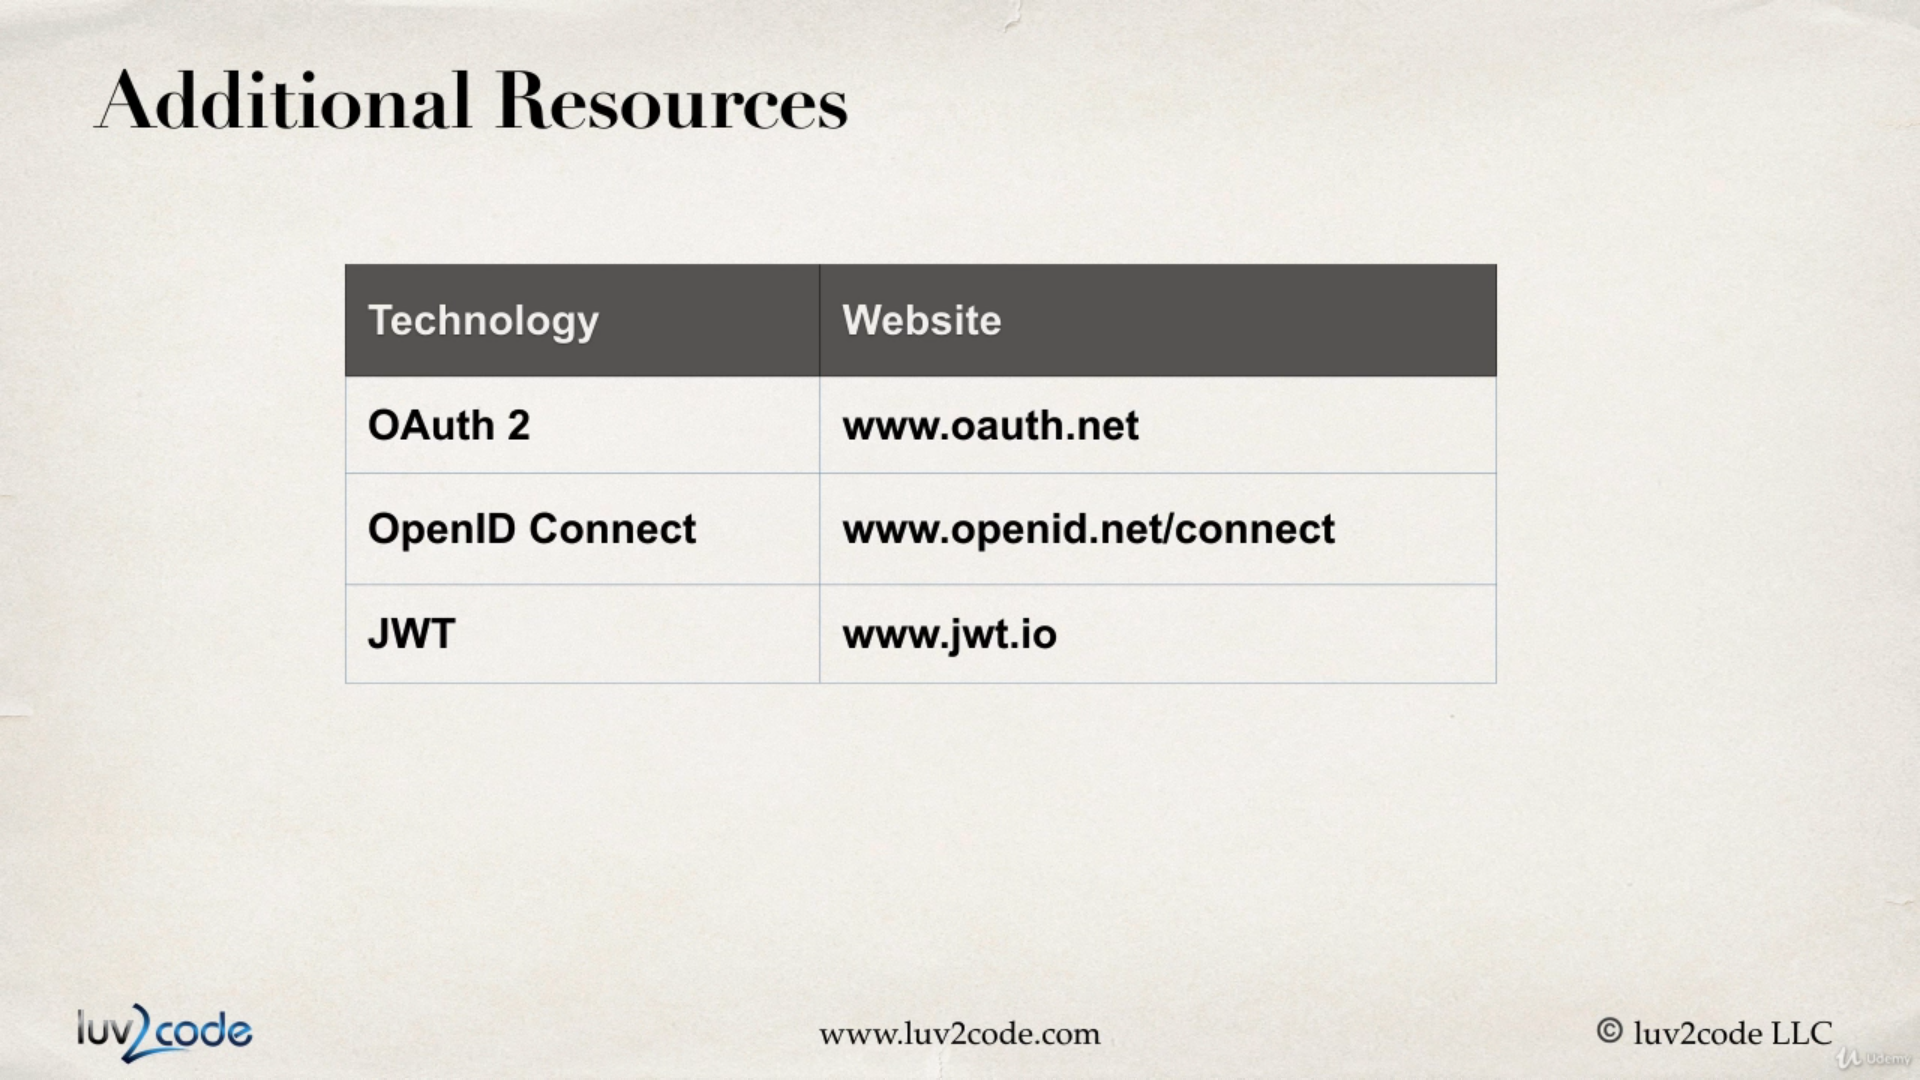 Additional Resources
Technology Website
OAuth 2 www.oauth.net
OpenID Connect www.openid.net/connect
JWT www.jwt.io
luv2code www.luv2code.com © luv2code LLC
Udemy